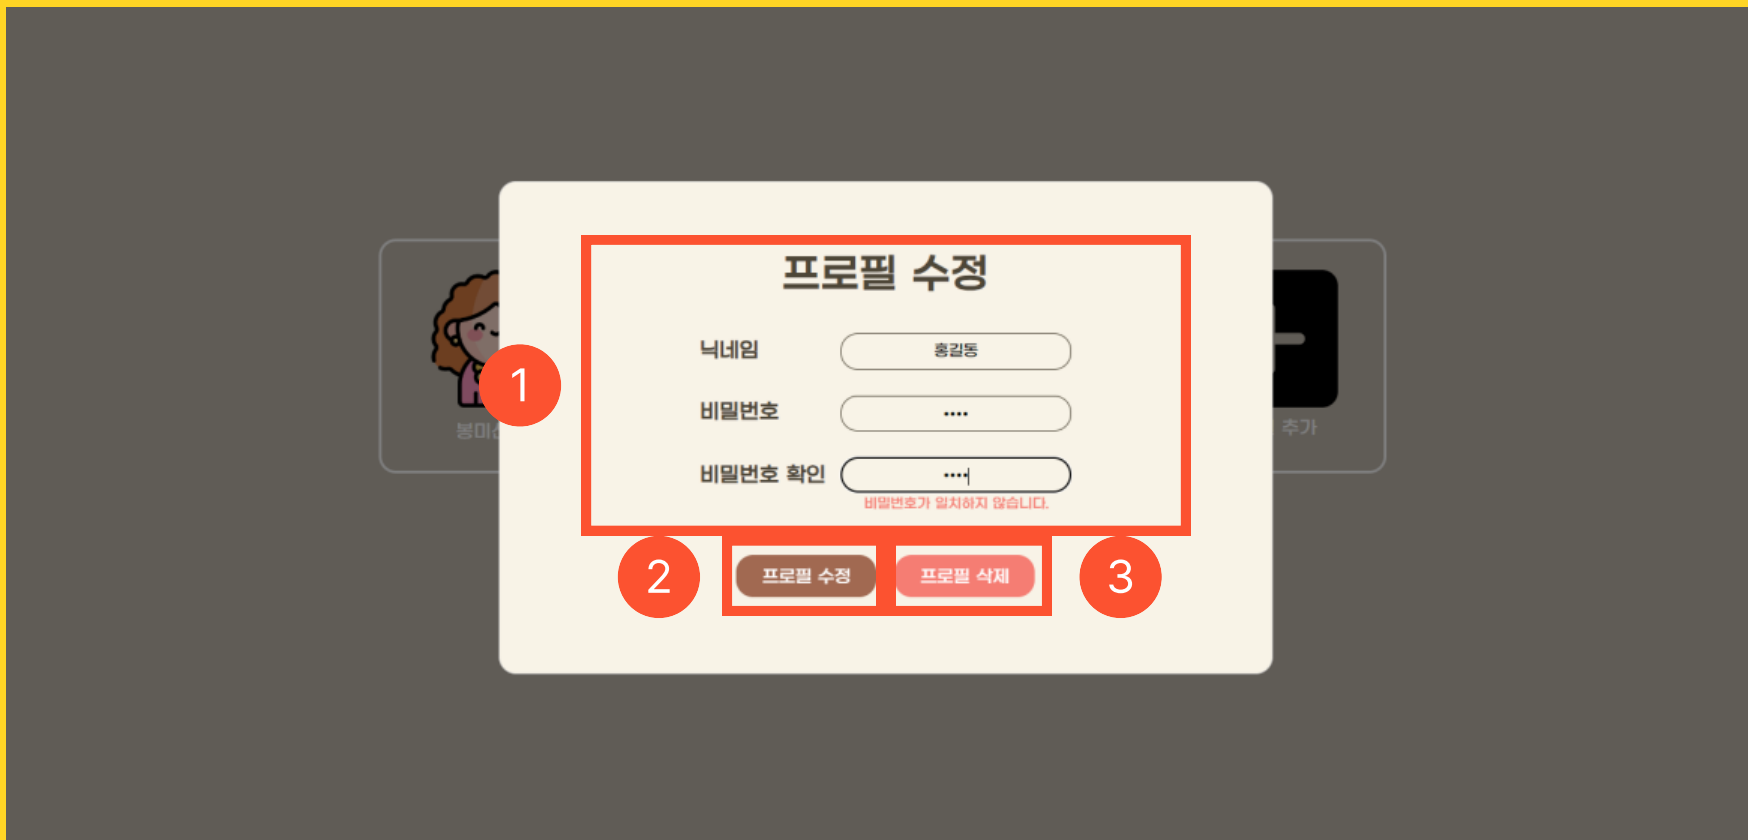 프로필 수정
닉네임 홍길동
비밀번호 ••••
비밀번호 확인 ••••
비밀번호가 일치하지 않습니다.
프로필 수정 프로필 삭제
1
2
3
추가